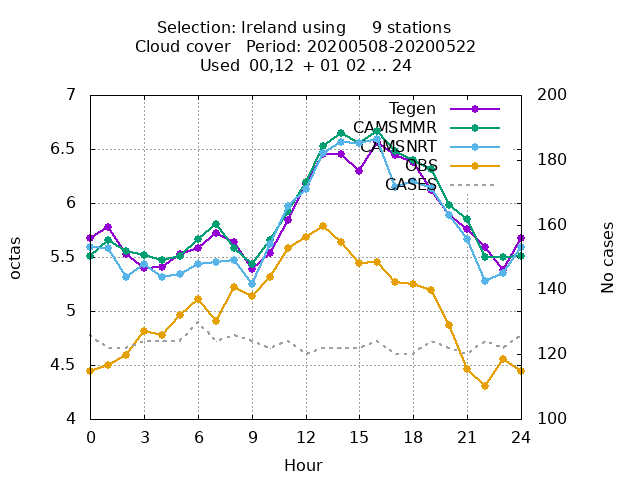 Selection: Ireland using 9 stations
Cloud cover Period: 20200508-20200522
Used 00,12 + 01 02 ... 24
7
6.5
6
5.5
5
4.5
4
200
180
160
140
120
100
octas
No cases
Tegen
CAMSMMR
CAMSNRT
OBS
CASES
0 3 6 9 12 15 18 21 24
Hour